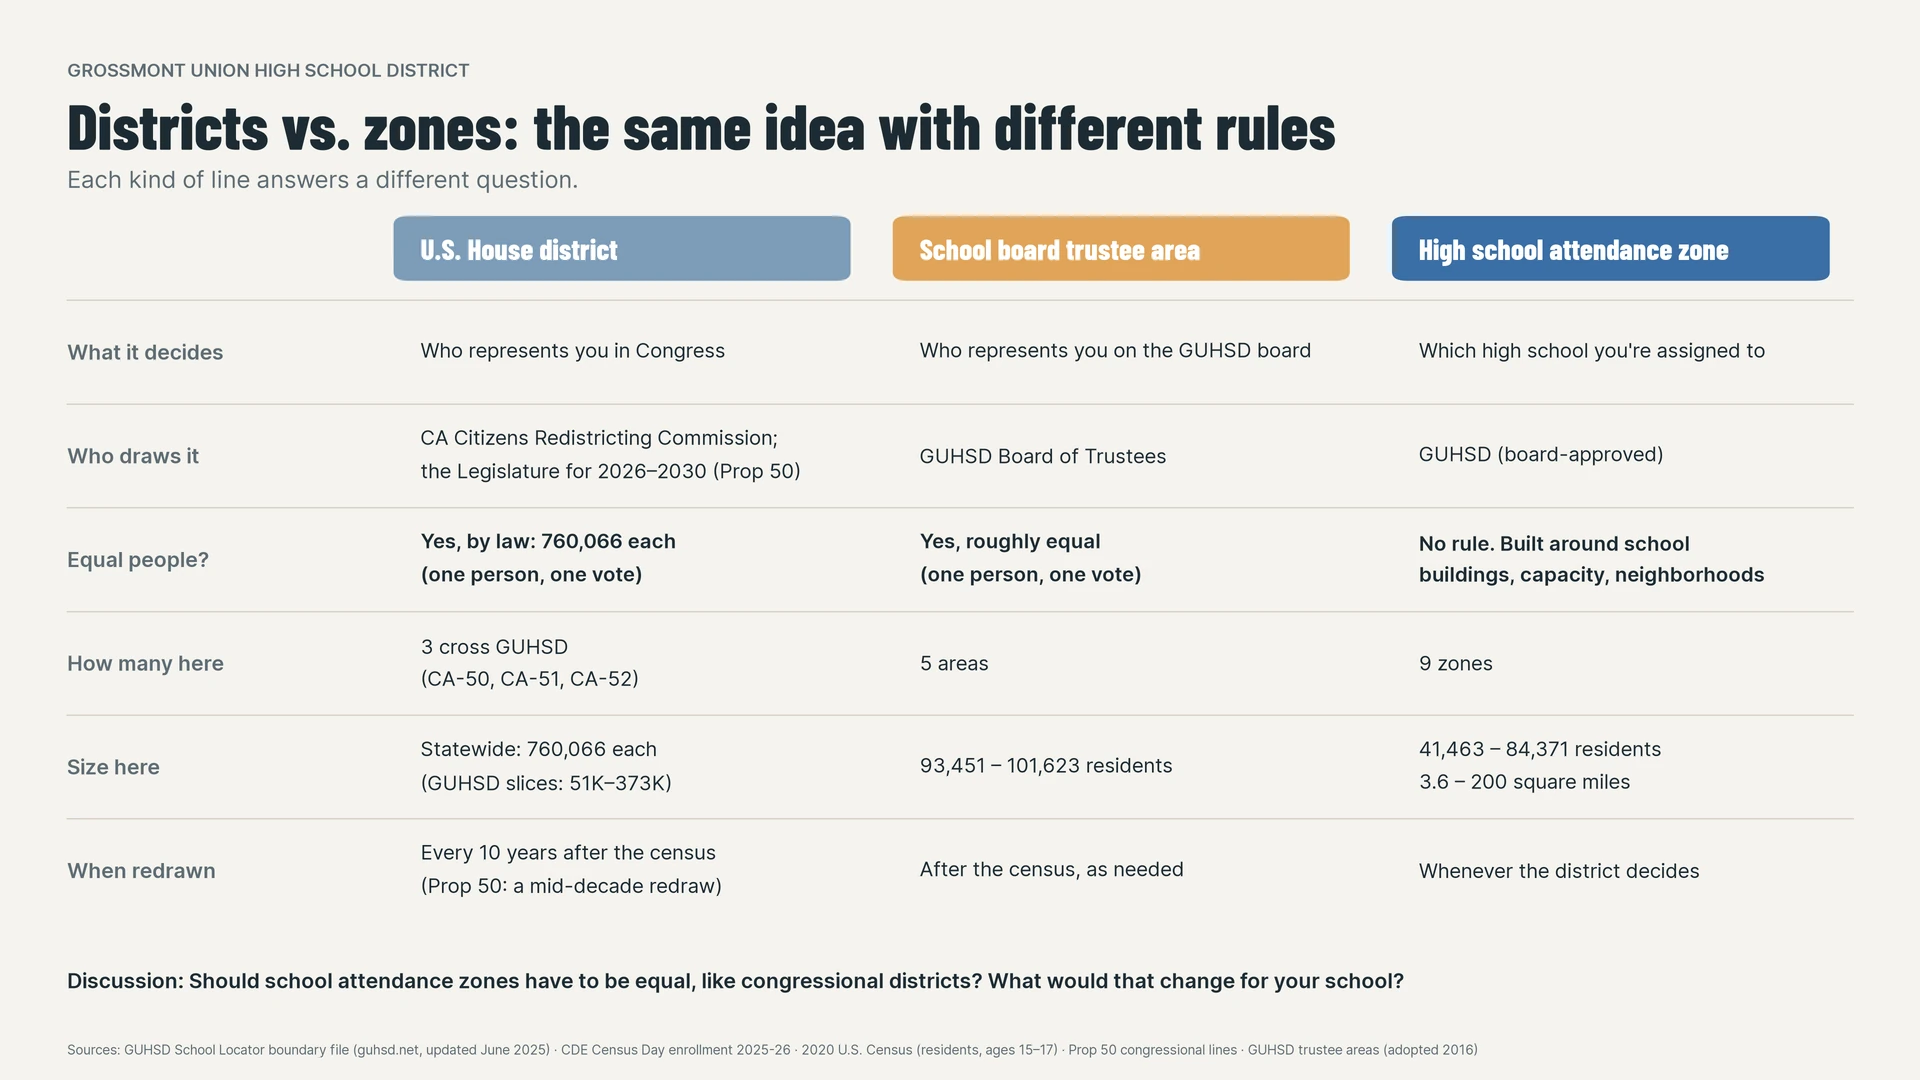 GROSSMONT UNION HIGH SCHOOL DISTRICT
Districts vs. zones: the same idea with different rules
Each kind of line answers a different question.
U.S. House district
School board trustee area
High school attendance zone
What it decides
Who represents you in Congress
Who represents you on the GUHSD board
Which high school you're assigned to
Who draws it
CA Citizens Redistricting Commission;
the Legislature for 2026–2030 (Prop 50)
GUHSD Board of Trustees
GUHSD (board-approved)
Equal people?
Yes, by law: 760,066 each
(one person, one vote)
Yes, roughly equal
(one person, one vote)
No rule. Built around school
buildings, capacity, neighborhoods
How many here
3 cross GUHSD
(CA-50, CA-51, CA-52)
5 areas
9 zones
Size here
Statewide: 760,066 each
(GUHSD slices: 51K–373K)
93,451 – 101,623 residents
41,463 – 84,371 residents
3.6 – 200 square miles
When redrawn
Every 10 years after the census
(Prop 50: a mid-decade redraw)
After the census, as needed
Whenever the district decides
Discussion: Should school attendance zones have to be equal, like congressional districts? What would that change for your school?
Sources: GUHSD School Locator boundary file (guhsd.net, updated June 2025) · CDE Census Day enrollment 2025-26 · 2020 U.S. Census (residents, ages 15–17) · Prop 50 congressional lines · GUHSD trustee areas (adopted 2016)